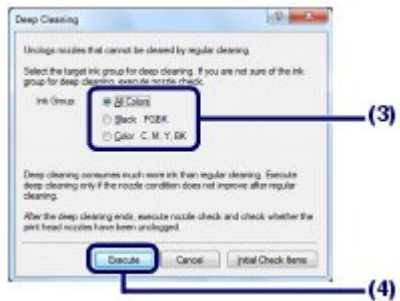 Deep Cleaning
Unclogs nozzles that cannot be cleared by regular cleaning.
Select the target ink group for deep cleaning. If you are not sure of the ink
group for deep cleaning, execute nozzle check.
Ink Group:
All Colors
Black PGBK
Color C, M, Y, BK
(3)
Deep cleaning consumes much more ink than regular cleaning. Execute
deep cleaning only if the nozzle condition does not improve after regular
cleaning.
After the deep cleaning ends, execute nozzle check and check whether the
print head nozzles have been unclogged.
Execute Cancel Initial Check Items
(4)